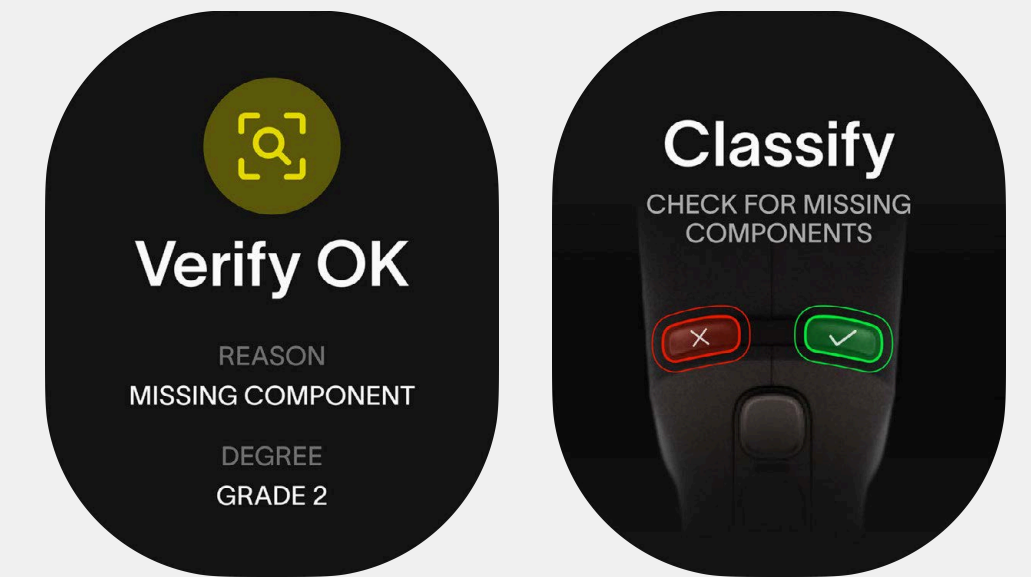 Verify OK
REASON
MISSING COMPONENT
DEGREE
GRADE 2
Classify
CHECK FOR MISSING
COMPONENTS